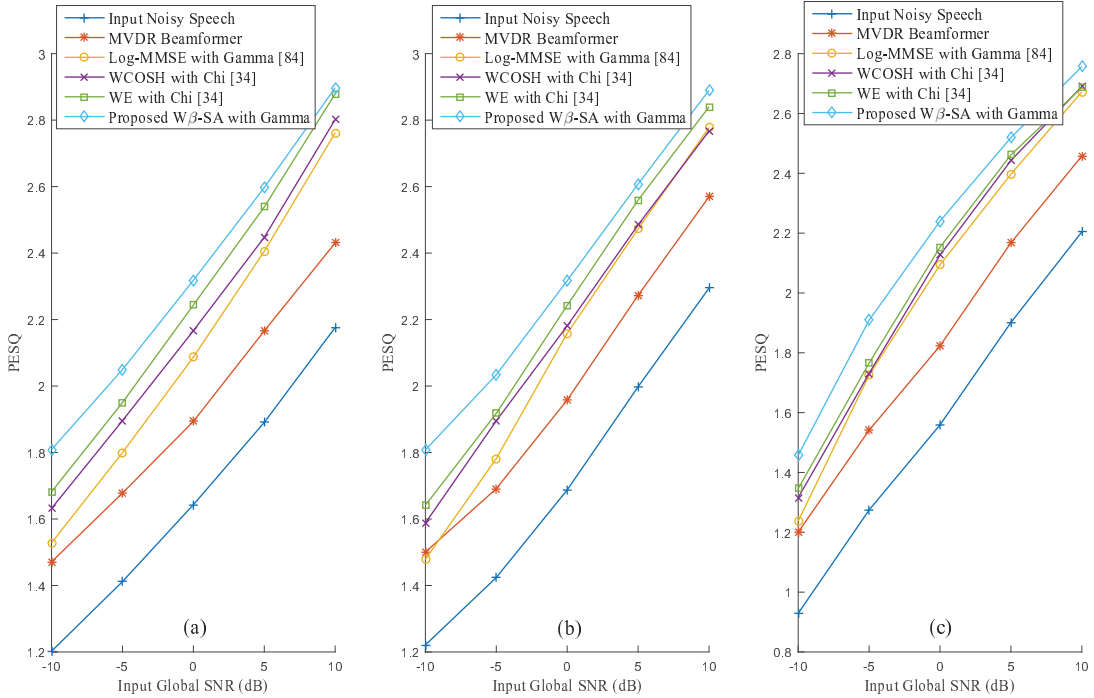 Input Noisy Speech
MVDR Beamformer
Log-MMSE with Gamma [84]
WCOSH with Chi [34]
WE with Chi [34]
Proposed Wβ-SA with Gamma
3
2.8
2.6
2.4
2.2
2
1.8
1.6
1.4
1.2
PESQ
-10
-5
0
5
10
Input Global SNR (dB)
(a)
Input Noisy Speech
MVDR Beamformer
Log-MMSE with Gamma [84]
WCOSH with Chi [34]
WE with Chi [34]
Proposed Wβ-SA with Gamma
3
2.8
2.6
2.4
2.2
2
1.8
1.6
1.4
1.2
PESQ
-10
-5
0
5
10
Input Global SNR (dB)
(b)
Input Noisy Speech
MVDR Beamformer
Log-MMSE with Gamma [84]
WCOSH with Chi [34]
WE with Chi [34]
Proposed Wβ-SA with Gamma
2.8
2.6
2.4
2.2
2
1.8
1.6
1.4
1.2
1
0.8
PESQ
-10
-5
0
5
10
Input Global SNR (dB)
(c)